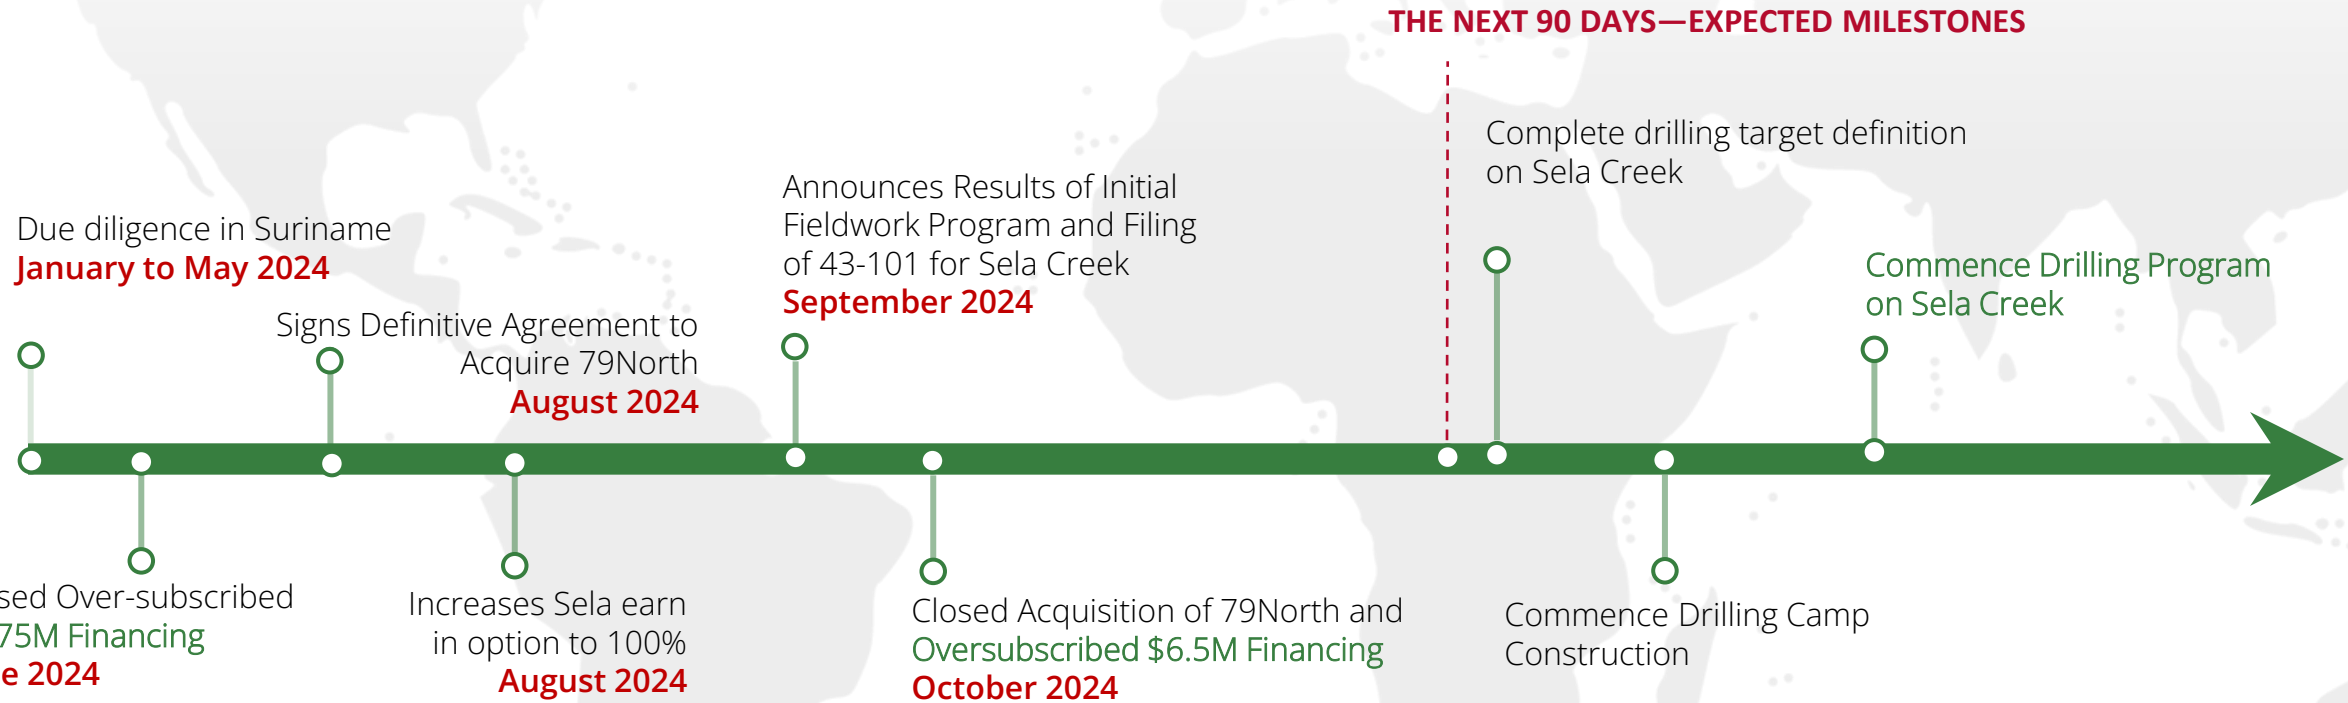 THE NEXT 90 DAYS—EXPECTED MILESTONES
Due diligence in Suriname
January to May 2024
Signs Definitive Agreement to
Acquire 79North
August 2024
Announces Results of Initial
Fieldwork Program and Filing
of 43-101 for Sela Creek
September 2024
Complete drilling target definition
on Sela Creek
Commence Drilling Program
on Sela Creek
sed Over-subscribed
75M Financing
e 2024
Increases Sela earn
in option to 100%
August 2024
Closed Acquisition of 79North and
Oversubscribed $6.5M Financing
October 2024
Commence Drilling Camp
Construction